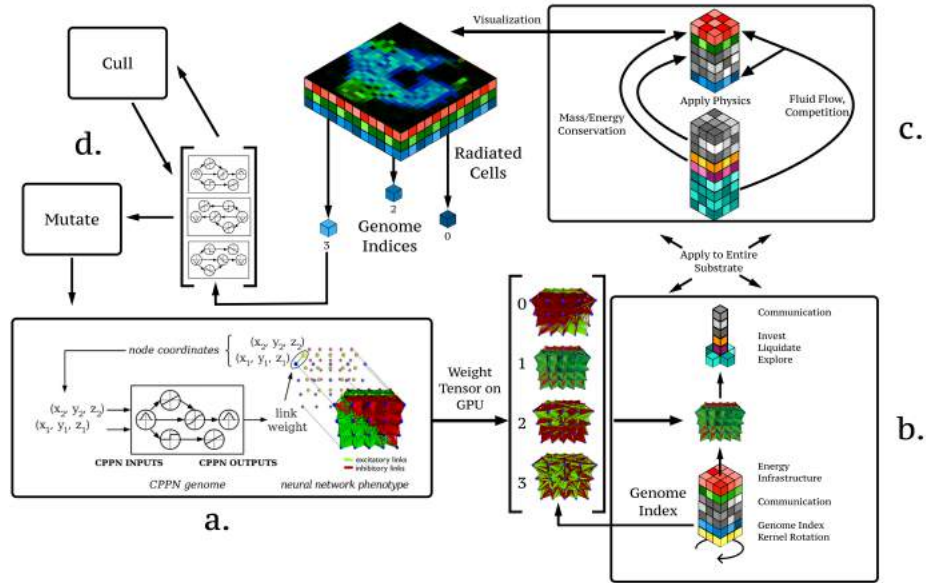 Cull
d.
Mutate
Visualization
Radiated
Cells
Genome
Indices
3
2
0
Apply Physics
Mass/Energy
Conservation
Fluid Flow,
Competition
c.
Apply to Entire
Substrate
node coordinates
(x2, y2, z2)
(x1, y1, z1)
(x2, y2, z2)
(x1, y1, z1)
link
weight
CPPN INPUTS
CPPN OUTPUTS
CPPN genome
excitatory links
inhibitory links
neural network phenotype
a.
Weight
Tensor on
GPU
0
1
2
3
Genome
Index
Communication
Invest
Liquidate
Explore
b.
Energy
Infrastructure
Communication
Genome Index
Kernel Rotation